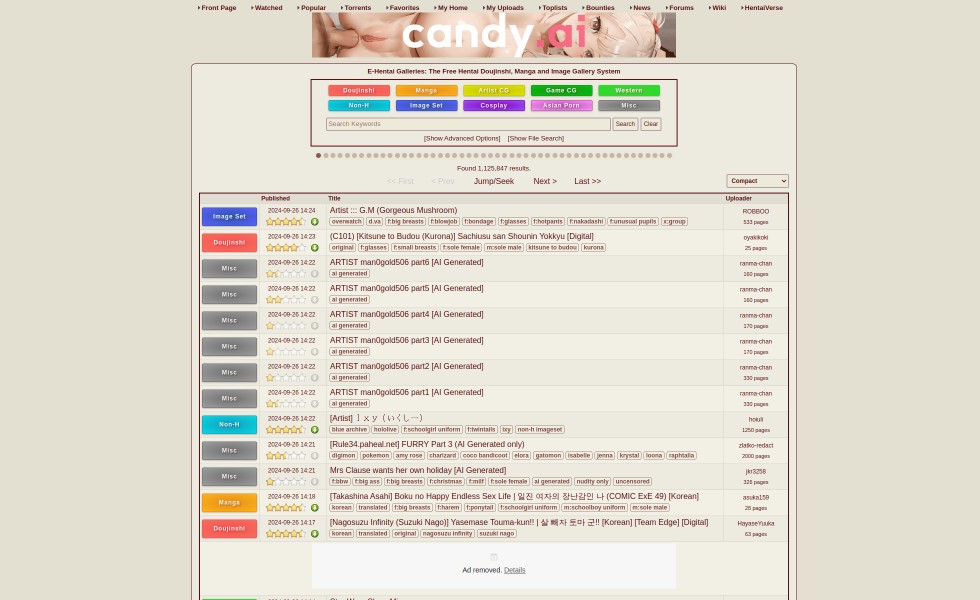 Front Page Watched Popular Torrents Favorites My Home My Uploads Toplists Bounties News Forums Wiki HentaiVerse
candy.ai
E-Hentai Galleries: The Free Hentai Doujinshi, Manga and Image Gallery System
Doujinshi Manga Artist CG Game CG Western
Non-H Image Set Cosplay Asian Porn Misc
Search Keywords Search Clear
[Show Advanced Options] [Show File Search]
Found 1,125,847 results.
<< First < Prev Jump/Seek Next > Last >> Compact
Published Title Uploader
Image Set 2024-09-26 14:24 Artist ::: G.M (Gorgeous Mushroom) ROBBOO
overwatch d.va f:big breasts f:blowjob f:bondage f:glasses f:hotpants f:nakadashi f:unusual pupils x:group 533 pages
Doujinshi 2024-09-26 14:23 (C101) [Kitsune to Budou (Kurona)] Sachiusu san Shounin Yokkyu [Digital] oyakikoki
original f:glasses f:small breasts f:sole female m:sole male kitsune to budou kurona 25 pages
Misc 2024-09-26 14:22 ARTIST man0gold506 part6 [AI Generated] ranma-chan
ai generated 160 pages
Misc 2024-09-26 14:22 ARTIST man0gold506 part5 [AI Generated] ranma-chan
ai generated 160 pages
Misc 2024-09-26 14:22 ARTIST man0gold506 part4 [AI Generated] ranma-chan
ai generated 170 pages
Misc 2024-09-26 14:22 ARTIST man0gold506 part3 [AI Generated] ranma-chan
ai generated 170 pages
Misc 2024-09-26 14:22 ARTIST man0gold506 part2 [AI Generated] ranma-chan
ai generated 330 pages
Misc 2024-09-26 14:22 ARTIST man0gold506 part1 [AI Generated] ranma-chan
ai generated 330 pages
Non-H 2024-09-26 14:22 [Artist] hoiuli
blue archive hololive f:schoolgirl uniform f:twintails ixy non-h imageset 1250 pages
Misc 2024-09-26 14:21 [Rule34.paheal.net] FURRY Part 3 (AI Generated only) zlatko-redact
digimon pokemon amy rose charizard coco bandicoot elora gatomon isabelle jenna krystal loona raphtalia 2000 pages
Misc 2024-09-26 14:21 Mrs Clause wants her own holiday [AI Generated] jkr3258
f:bbw f:big ass f:big breasts f:christmas f:milf f:sole female ai generated nudity only uncensored 326 pages
Manga 2024-09-26 14:18 [Takashina Asahi] Boku no Happy Endless Sex Life | 일진 여자의 장난감인 나 (COMIC ExE 49) [Korean] asuka159
korean translated f:big breasts f:harem f:ponytail f:schoolgirl uniform m:schoolboy uniform m:sole male 28 pages
Doujinshi 2024-09-26 14:17 [Nagosuzu Infinity (Suzuki Nago)] Yasemase Touma-kun!! | 살 빼자 토마 군!! [Korean] [Team Edge] [Digital] HayaseYuuka
korean translated original nagosuzu infinity suzuki nago 63 pages
Ad removed. Details